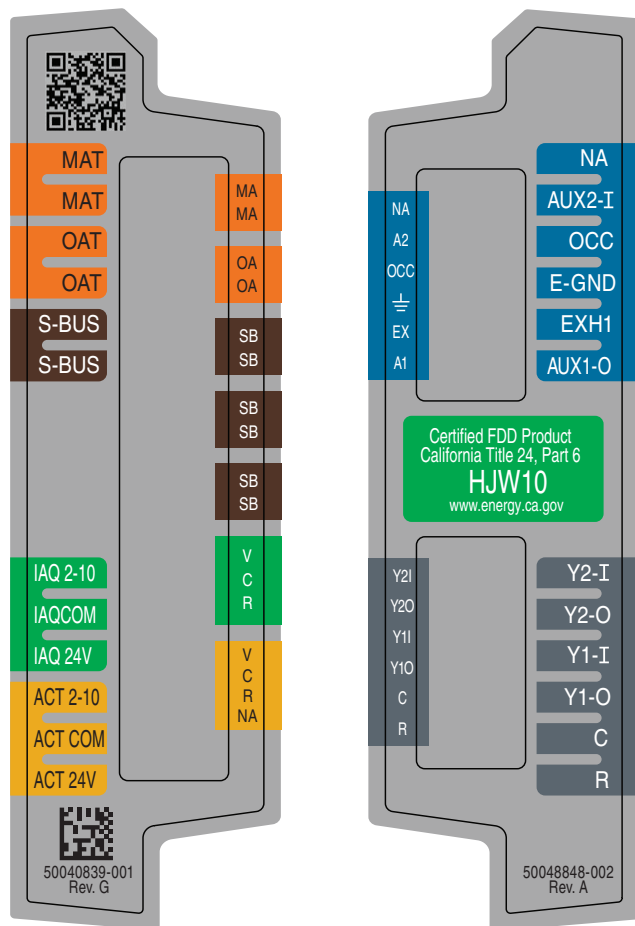 MAT
MAT
OAT
OAT
S-BUS
S-BUS
IAQ 2-10
IAQCOM
IAQ 24V
ACT 2-10
ACT COM
ACT 24V
50040839-001
Rev. G
MA
MA
OA
OA
SB
SB
SB
SB
SB
SB
V
C
R
V
C
R
NA
NA
A2
OCC
EX
A1
NA
AUX2-I
OCC
E-GND
EXH1
AUX1-O
Certified FDD Product
California Title 24, Part 6
HJW10
www.energy.ca.gov
Y2I
Y2O
Y1I
Y1O
C
R
Y2-I
Y2-O
Y1-I
Y1-O
C
R
50048848-002
Rev. A